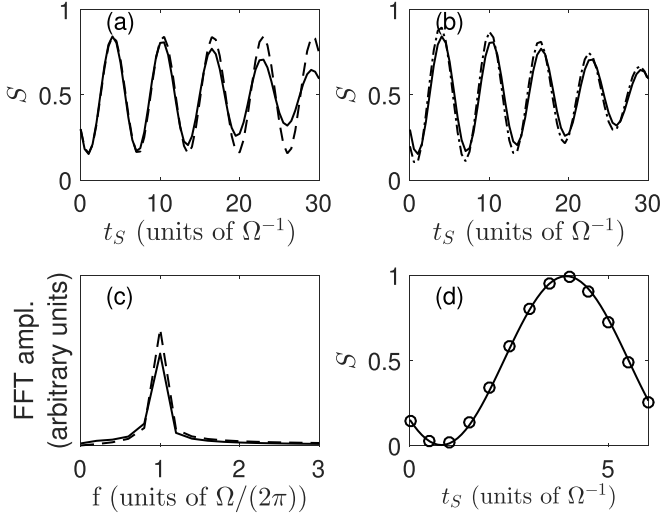 (a)
1
0.5
0
S
0 10 20 30
t_S (units of Ω⁻¹)
(b)
1
0.5
0
S
0 10 20 30
t_S (units of Ω⁻¹)
(c)
FFT ampl.
(arbitrary units)
0 1 2 3
f (units of Ω/(2π))
(d)
1
0.5
0
S
0 5
t_S (units of Ω⁻¹)